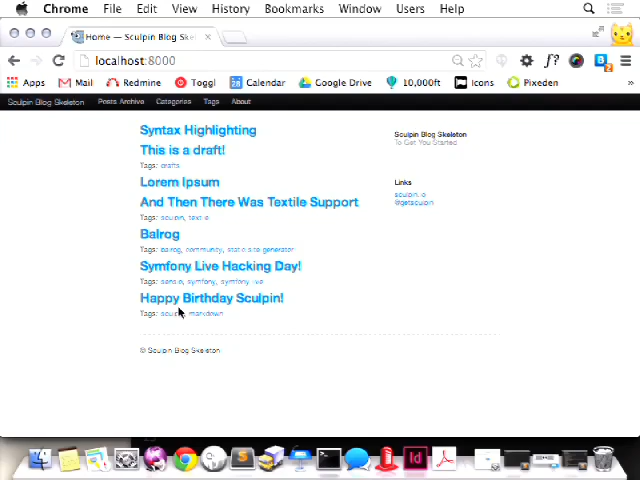 Chrome File Edit View History Bookmarks Window Users Help
Home — Sculpin Blog Ske
localhost:8000
Apps Mail Redmine Toggl Calendar Google Drive 10,000ft Icons Pixeden »
Sculpin Blog Skeleton Posts Archive Categories Tags About
Syntax Highlighting
This is a draft!
Tags: drafts
Lorem Ipsum
And Then There Was Textile Support
Tags: sculpin, textile
Balrog
Tags: balrog, community, static site generator
Symfony Live Hacking Day!
Tags: sensio, symfony, symfony live
Happy Birthday Sculpin!
Tags: sculpin, markdown
Sculpin Blog Skeleton
To Get You Started
Links
sculpin.io
@getsculpin
© Sculpin Blog Skeleton